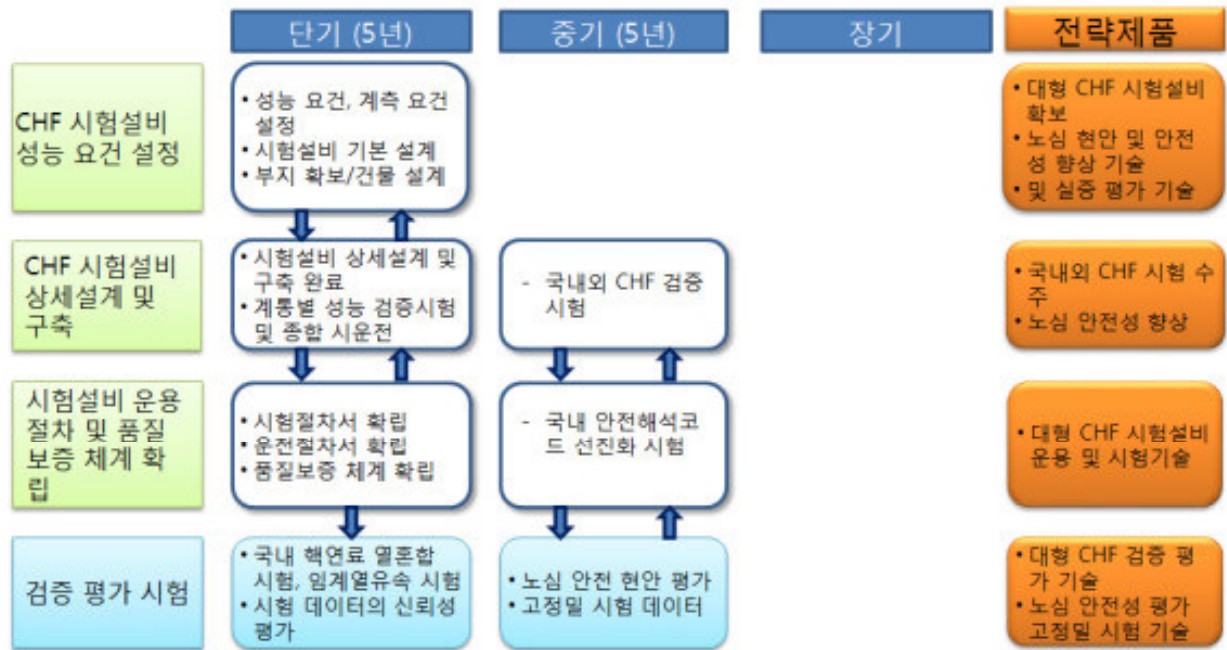 단기 (5년)
중기 (5년)
장기
전략제품
CHF 시험설비
성능 요건 설정
• 성능 요건, 계측 요건
설정
• 시험설비 기본 설계
• 부지 확보/건물 설계
• 대형 CHF 시험설비
확보
• 노심 현안 및 안전
성 향상 기술
• 및 실증 평가 기술
CHF 시험설비
상세설계 및
구축
• 시험설비 상세설계 및
구축 완료
• 계통별 성능 검증시험
및 종합 시운전
- 국내외 CHF 검증
시험
• 국내외 CHF 시험 수
주
• 노심 안전성 향상
시험설비 운용
절차 및 품질
보증 체계 확
립
• 시험절차서 확립
• 운전절차서 확립
• 품질보증 체계 확립
- 국내 안전해석코
드 선진화 시험
• 대형 CHF 시험설비
운용 및 시험기술
검증 평가 시험
• 국내 핵연료 열혼합
시험, 임계열유속 시험
• 시험 데이터의 신뢰성
평가
• 노심 안전 현안 평가
• 고정밀 시험 데이터
• 대형 CHF 검증 평
가 기술
• 노심 안전성 평가
고정밀 시험 기술